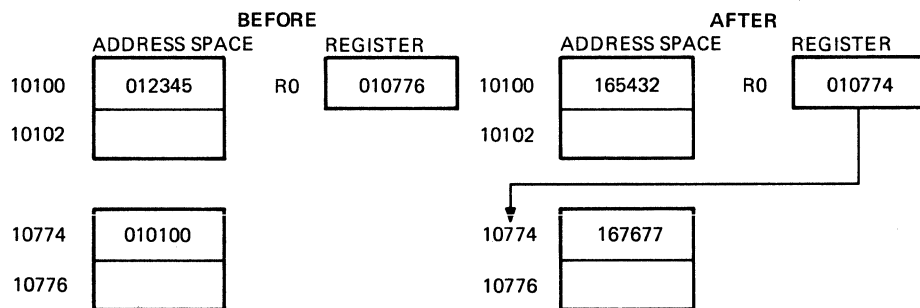 BEFORE AFTER
ADDRESS SPACE REGISTER ADDRESS SPACE REGISTER
10100 012345 R0 010776 10100 165432 R0 010774
10102 10102
10774 010100 10774 167677
10776 10776